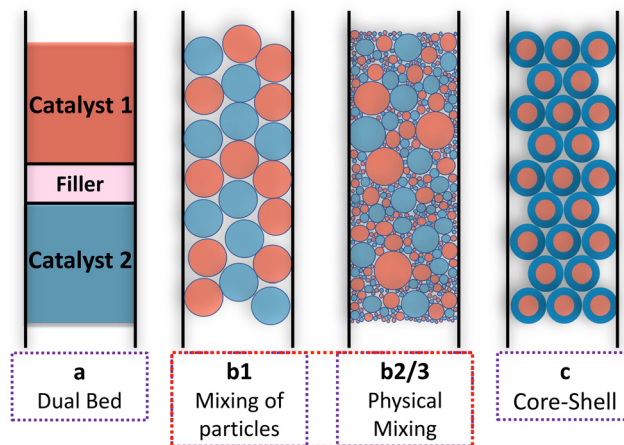 Catalyst 1
Filler
Catalyst 2
a
Dual Bed
b1
Mixing of
particles
b2/3
Physical
Mixing
c
Core-Shell